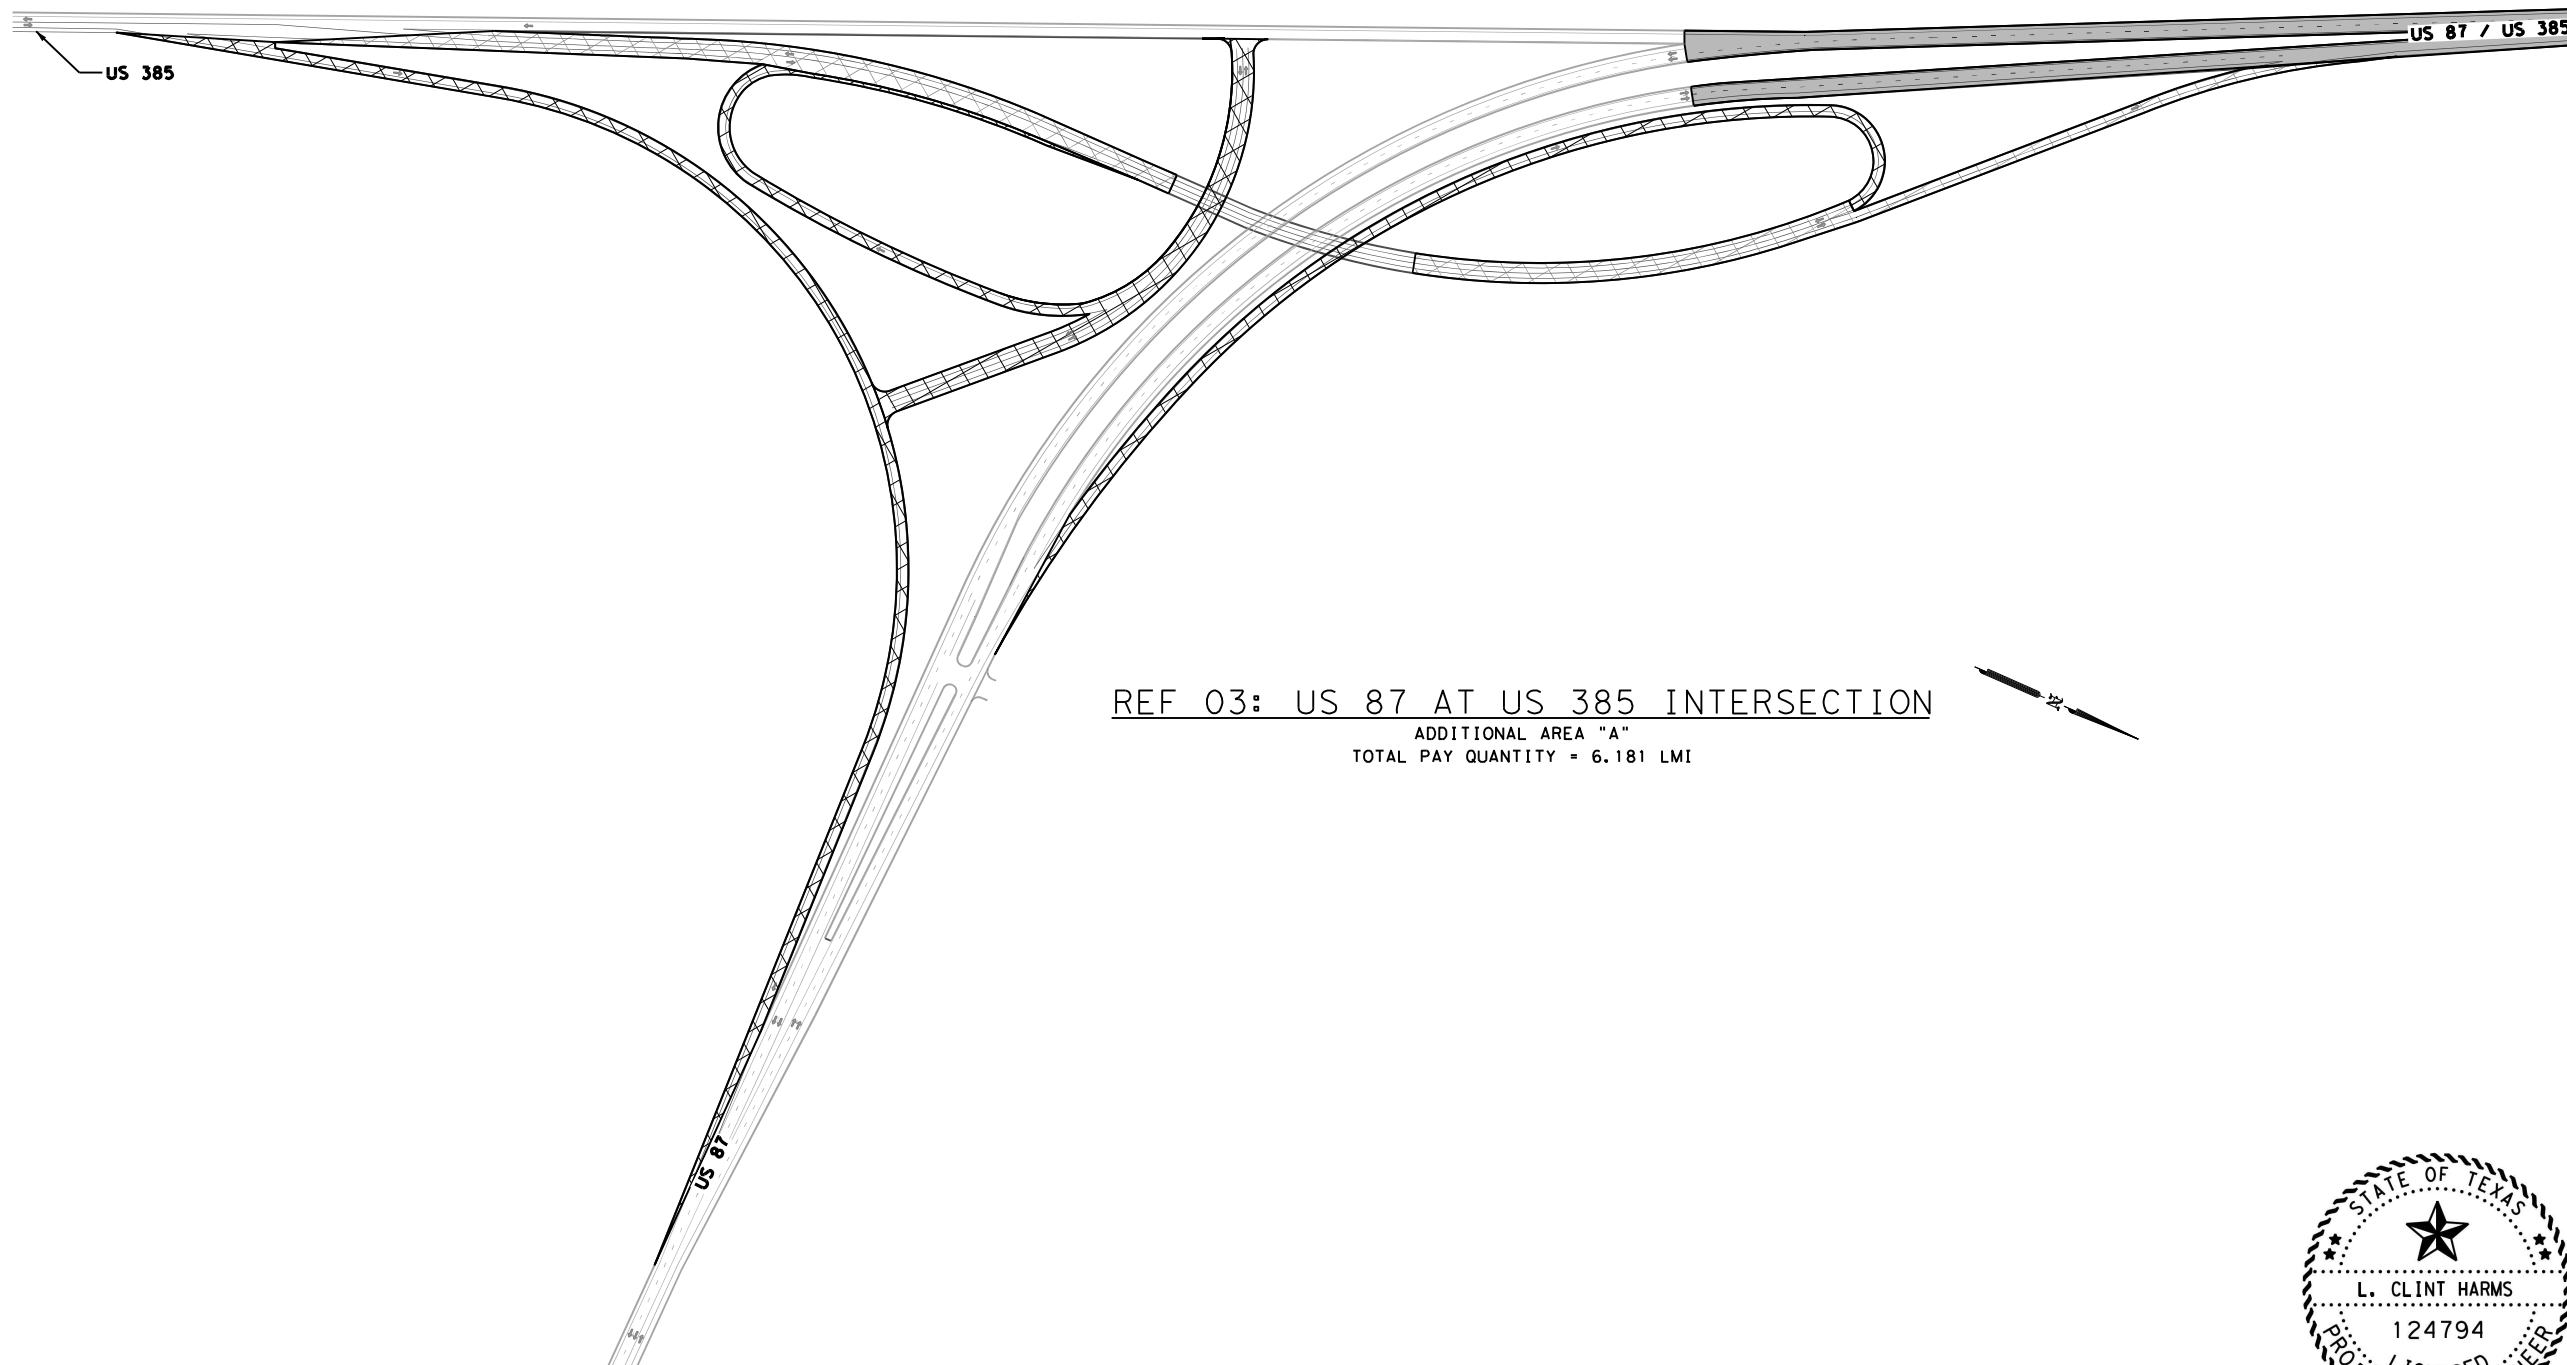 US 87 / US 385
US 385
REF 03: US 87 AT US 385 INTERSECTION
ADDITIONAL AREA "A"
TOTAL PAY QUANTITY = 6.181 LMI
N
US 87
STATE OF TEXAS
L. CLINT HARMS
124794